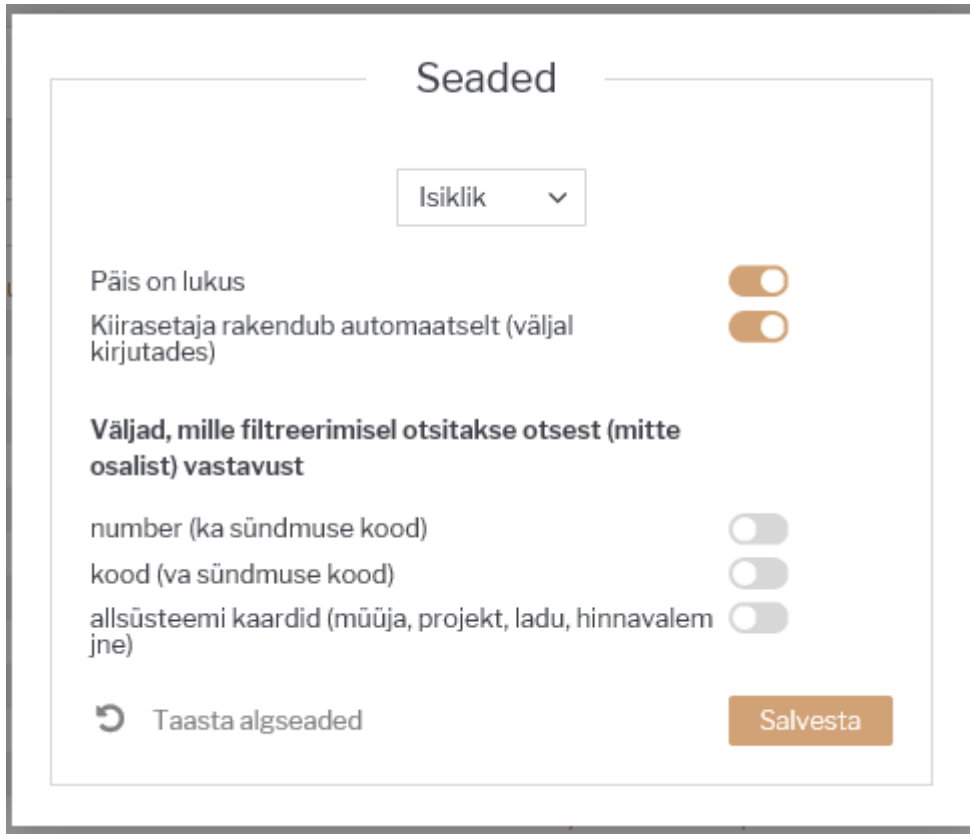 Seaded
Isiklik
Päis on lukus
Kiirasetaja rakendub automaatselt (väljal
kirjutades)
Väljad, mille filtreerimisel otsitakse otsest (mitte
osalist) vastavust
number (ka sündmuse kood)
kood (va sündmuse kood)
allsüsteemi kaardid (müüja, projekt, ladu, hinnavalem
jne)
Taasta algseaded
Salvesta